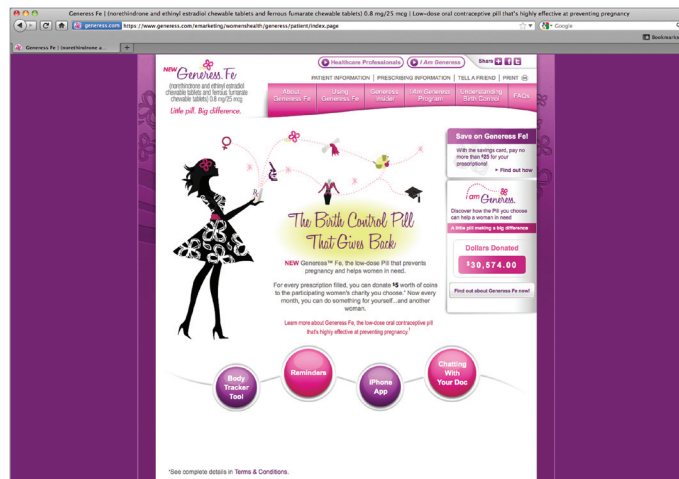 Generess Fe | (norethindrone and ethinyl estradiol chewable tablets and ferrous fumarate chewable tablets) 0.8 mg/25 mcg | Low-dose oral contraceptive pill that's highly effective at preventing pregnancy
generess.com https://www.generess.com/emarketing/womenshealth/generess/patient/index.page
Google
Bookmarks
Generess Fe | (norethindrone a...
Healthcare Professionals
I Am Generess
Share
PATIENT INFORMATION | PRESCRIBING INFORMATION | TELL A FRIEND | PRINT
NEW
Generess Fe
(norethindrone and ethinyl estradiol
chewable tablets and ferrous fumarate
chewable tablets) 0.8 mg/25 mcg
Little pill. Big difference.
About
Generess Fe
Using
Generess Fe
Generess
Insider
I Am Generess
Program
Understanding
Birth Control
FAQs
Save on Generess Fe!
With the savings card, pay no
more than $25 for your
prescriptions!
Find out how
The Birth Control Pill
That Gives Back
NEW Generess™ Fe, the low-dose Pill that prevents
pregnancy and helps women in need.
For every prescription filled, you can donate $5 worth of coins
to the participating women's charity you choose.* Now every
month, you can do something for yourself...and another
woman.
Learn more about Generess Fe, the low-dose oral contraceptive pill
that's highly effective at preventing pregnancy.1
i am Generess.
Discover how the Pill you choose
can help a woman in need
A little pill making a big difference
Dollars Donated
$30,574.00
Find out about Generess Fe now!
Body
Tracker
Tool
Reminders
iPhone
App
Chatting
With
Your Doc
*See complete details in Terms & Conditions.